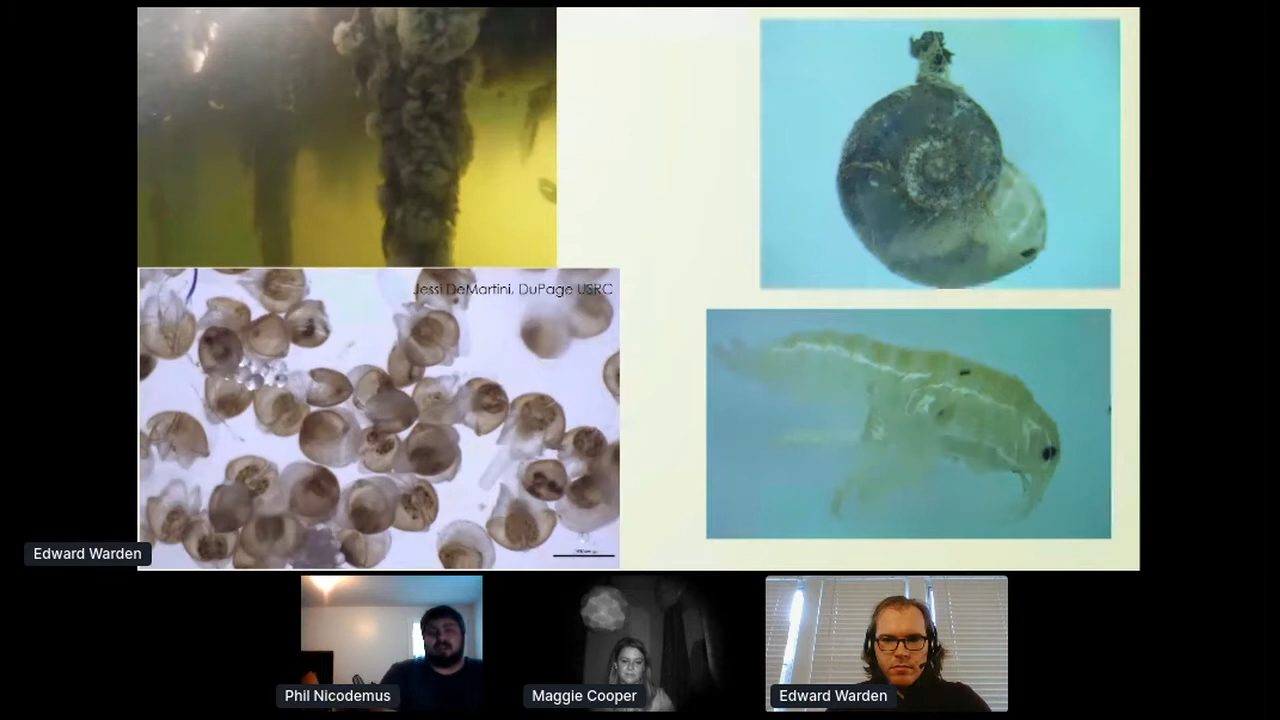 Jessi DeMartini, DuPage USRC
Edward Warden
Phil Nicodemus
Maggie Cooper
Edward Warden